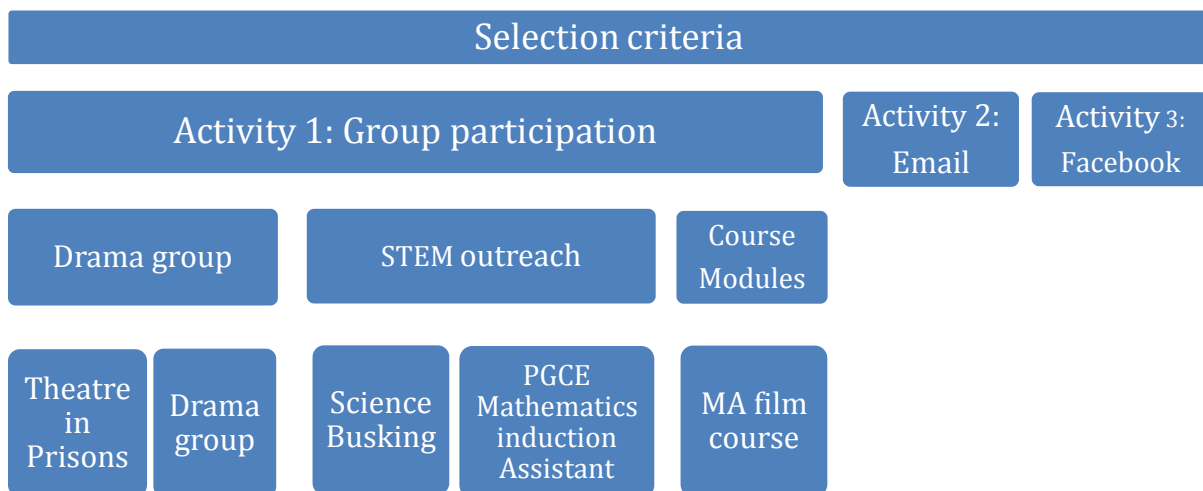 Selection criteria
Activity 1: Group participation
Activity 2:
Email
Activity 3:
Facebook
Drama group
STEM outreach
Course
Modules
Theatre
in
Prisons
Drama
group
Science
Busking
PGCE
Mathematics
induction
Assistant
MA film
course